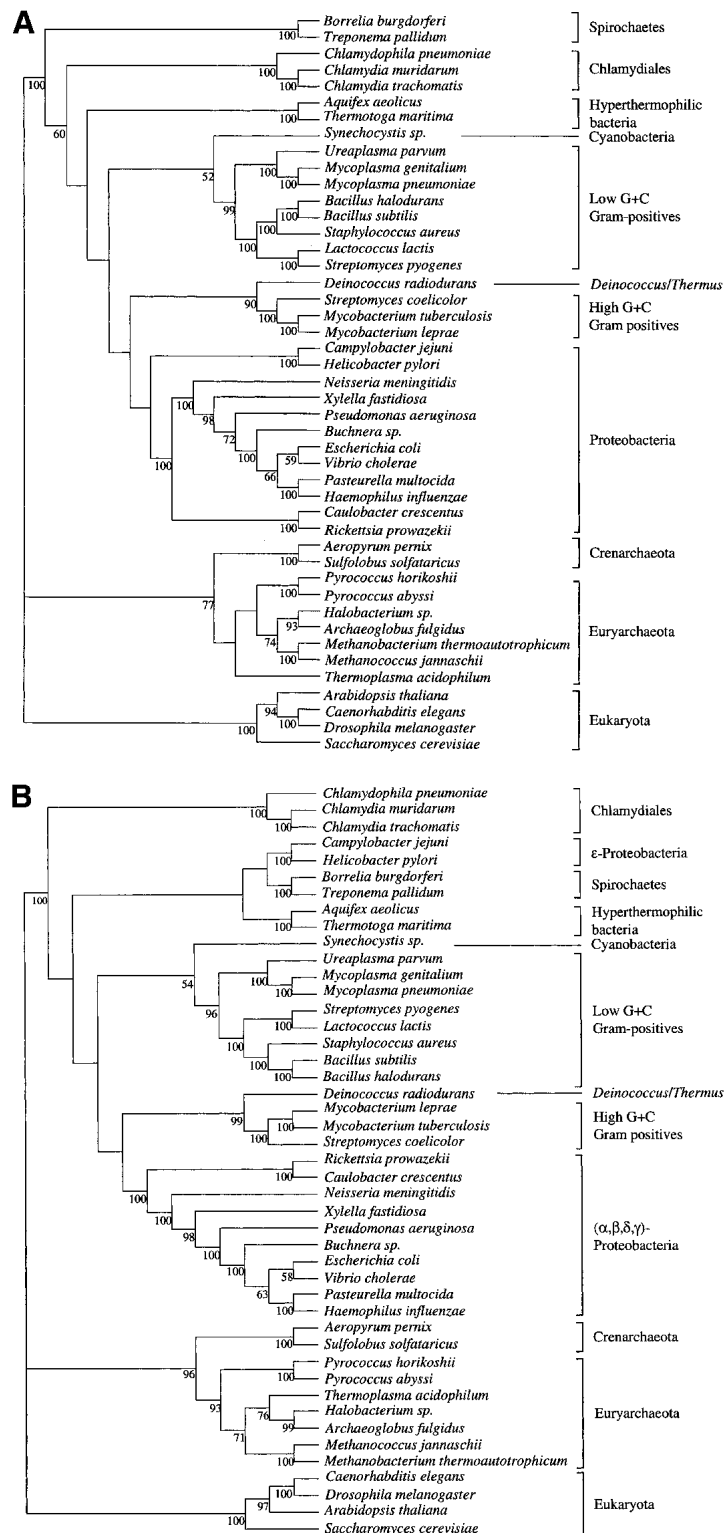 A
Borrelia burgdorferi
Treponema pallidum
100
Spirochaetes
100
Chlamydophila pneumoniae
Chlamydia muridarum
100
Chlamydia trachomatis
100
Chlamydiales
60
Aquifex aeolicus
Thermotoga maritima
100
Hyperthermophilic
bacteria
Synechocystis sp.
Cyanobacteria
52
Ureaplasma parvum
Mycoplasma genitalium
100
Mycoplasma pneumoniae
100
99
Bacillus halodurans
Bacillus subtilis
100
Staphylococcus aureus
100
Lactococcus lactis
100
Streptomyces pyogenes
100
Low G+C
Gram-positives
Deinococcus radiodurans
Deinococcus/Thermus
90
Streptomyces coelicolor
Mycobacterium tuberculosis
100
Mycobacterium leprae
100
High G+C
Gram positives
Campylobacter jejuni
Helicobacter pylori
100
Neisseria meningitidis
100
Xylella fastidiosa
98
Pseudomonas aeruginosa
72
Buchnera sp.
100
Escherichia coli
Vibrio cholerae
59
66
Pasteurella multocida
Haemophilus influenzae
100
100
Caulobacter crescentus
Rickettsia prowazekii
100
Proteobacteria
Aeropyrum pernix
Sulfolobus solfataricus
100
Crenarchaeota
77
Pyrococcus horikoshii
Pyrococcus abyssi
100
Halobacterium sp.
Archaeoglobus fulgidus
93
74
Methanobacterium thermoautotrophicum
Methanococcus jannaschii
100
Thermoplasma acidophilum
Euryarchaeota
Arabidopsis thaliana
94
Caenorhabditis elegans
Drosophila melanogaster
100
100
Saccharomyces cerevisiae
Eukaryota
B
Chlamydophila pneumoniae
Chlamydia muridarum
100
Chlamydia trachomatis
100
Chlamydiales
100
Campylobacter jejuni
Helicobacter pylori
100
ε-Proteobacteria
Borrelia burgdorferi
Treponema pallidum
100
Spirochaetes
Aquifex aeolicus
Thermotoga maritima
100
Hyperthermophilic
bacteria
Synechocystis sp.
Cyanobacteria
54
Ureaplasma parvum
Mycoplasma genitalium
100
Mycoplasma pneumoniae
100
96
Streptomyces pyogenes
Lactococcus lactis
100
100
Staphylococcus aureus
100
Bacillus subtilis
Bacillus halodurans
100
Low G+C
Gram-positives
Deinococcus radiodurans
Deinococcus/Thermus
99
Mycobacterium leprae
Mycobacterium tuberculosis
100
Streptomyces coelicolor
100
High G+C
Gram positives
Rickettsia prowazekii
Caulobacter crescentus
100
100
Neisseria meningitidis
100
Xylella fastidiosa
98
Pseudomonas aeruginosa
100
Buchnera sp.
100
Escherichia coli
Vibrio cholerae
58
63
Pasteurella multocida
Haemophilus influenzae
100
(α,β,δ,γ)-
Proteobacteria
Aeropyrum pernix
Sulfolobus solfataricus
100
Crenarchaeota
96
Pyrococcus horikoshii
Pyrococcus abyssi
100
93
Thermoplasma acidophilum
76
Halobacterium sp.
Archaeoglobus fulgidus
99
71
Methanococcus jannaschii
Methanobacterium thermoautotrophicum
100
Euryarchaeota
Caenorhabditis elegans
Drosophila melanogaster
100
Arabidopsis thaliana
97
Saccharomyces cerevisiae
100
Eukaryota